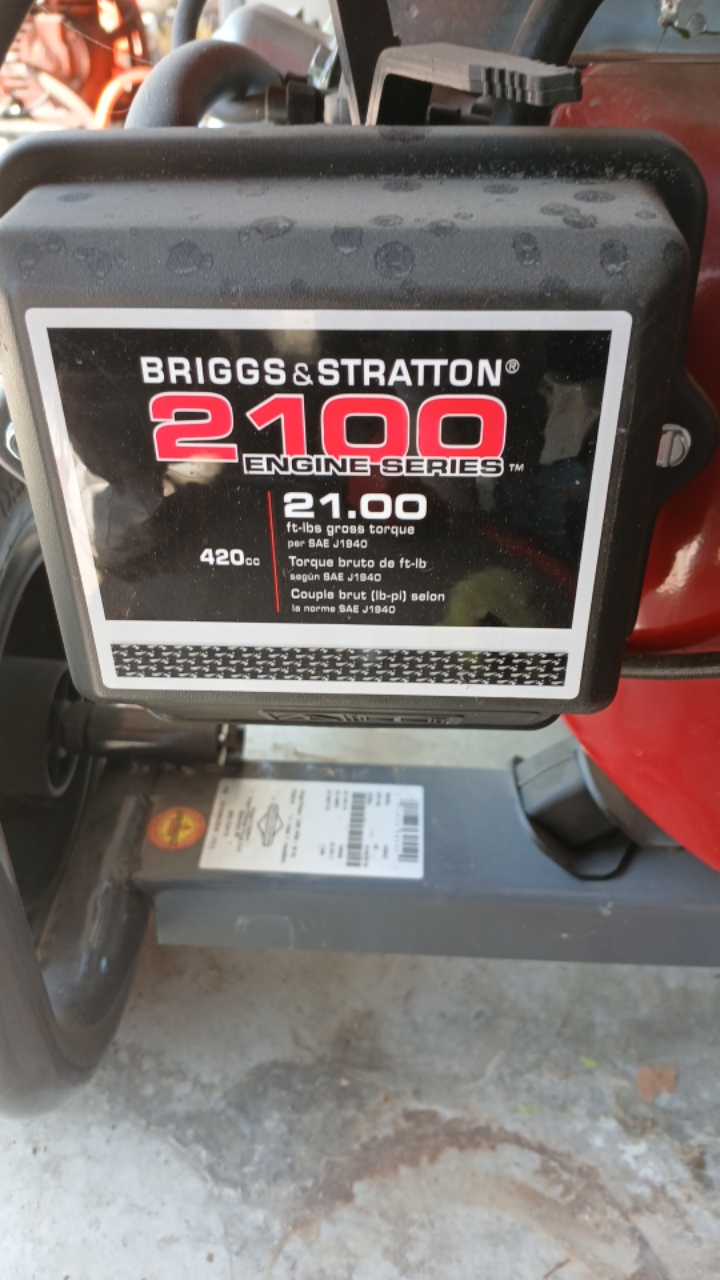 BRIGGS & STRATTON®
2100
ENGINE SERIES™
21.00
ft-lbs gross torque
per SAE J1940
420cc
Torque bruto de ft-lb
según SAE J1940
Couple brut (lb-pi) selon
la norme SAE J1940